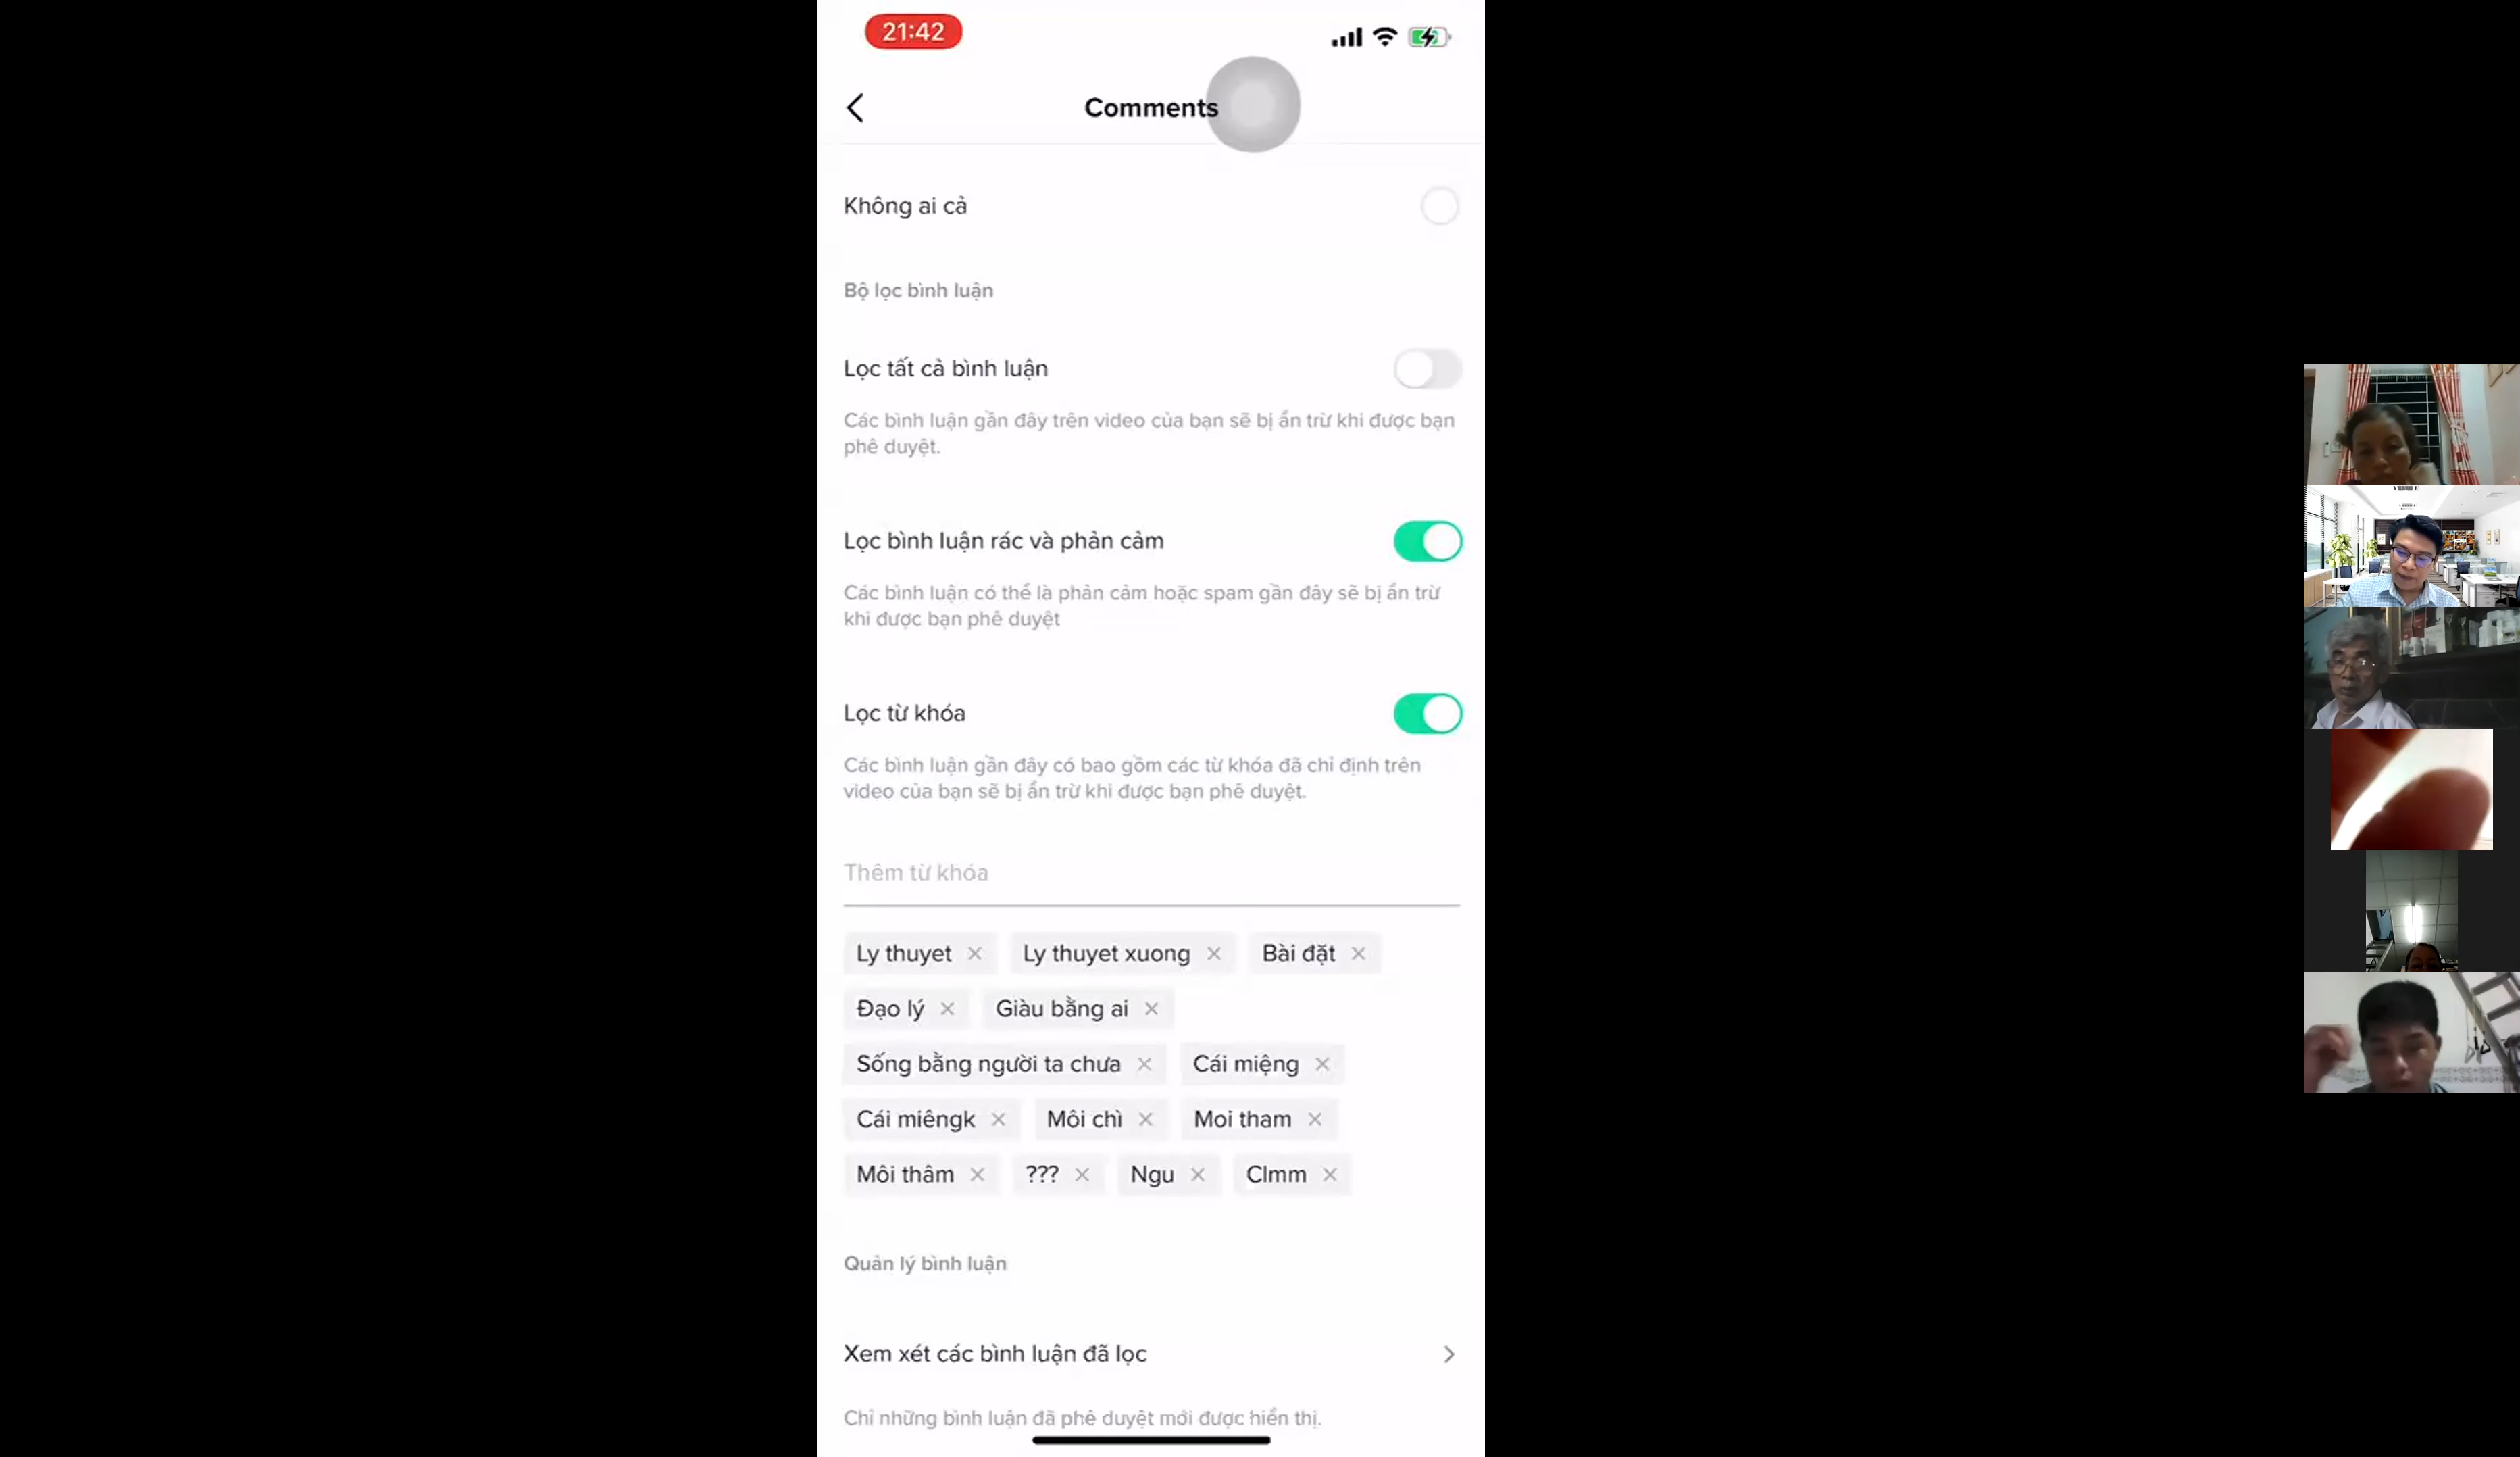 21:42
Comments
Không ai cả
Bộ lọc bình luận
Lọc tất cả bình luận
Các bình luận gần đây trên video của bạn sẽ bị ẩn trừ khi được bạn
phê duyệt.
Lọc bình luận rác và phản cảm
Các bình luận có thể là phản cảm hoặc spam gần đây sẽ bị ẩn trừ
khi được bạn phê duyệt
Lọc từ khóa
Các bình luận gần đây có bao gồm các từ khóa đã chỉ định trên
video của bạn sẽ bị ẩn trừ khi được bạn phê duyệt.
Thêm từ khóa
Ly thuyet × Ly thuyet xuong × Bài đặt ×
Đạo lý × Giàu bằng ai ×
Sống bằng người ta chưa × Cái miệng ×
Cái miêngk × Môi chì × Moi tham ×
Môi thâm × ??? × Ngu × Clmm ×
Quản lý bình luận
Xem xét các bình luận đã lọc
Chỉ những bình luận đã phê duyệt mới được hiển thị.